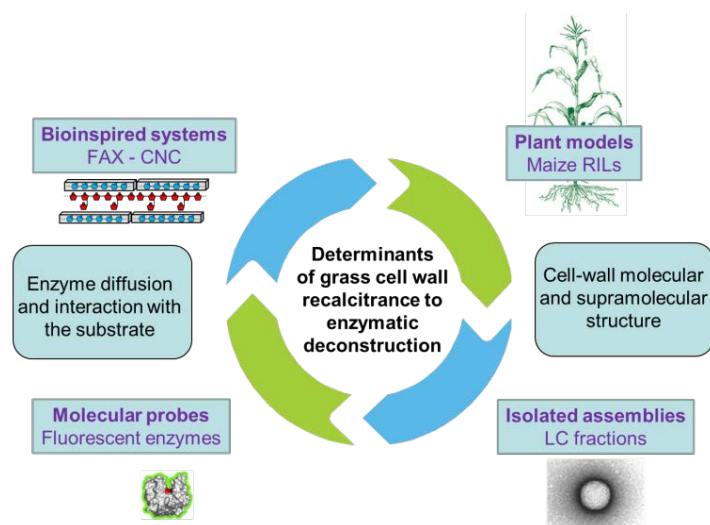 Bioinspired systems
FAX - CNC
Plant models
Maize RILs
Determinants
of grass cell wall
recalcitrance to
enzymatic
deconstruction
Enzyme diffusion
and interaction with
the substrate
Cell-wall molecular
and supramolecular
structure
Molecular probes
Fluorescent enzymes
Isolated assemblies
LC fractions